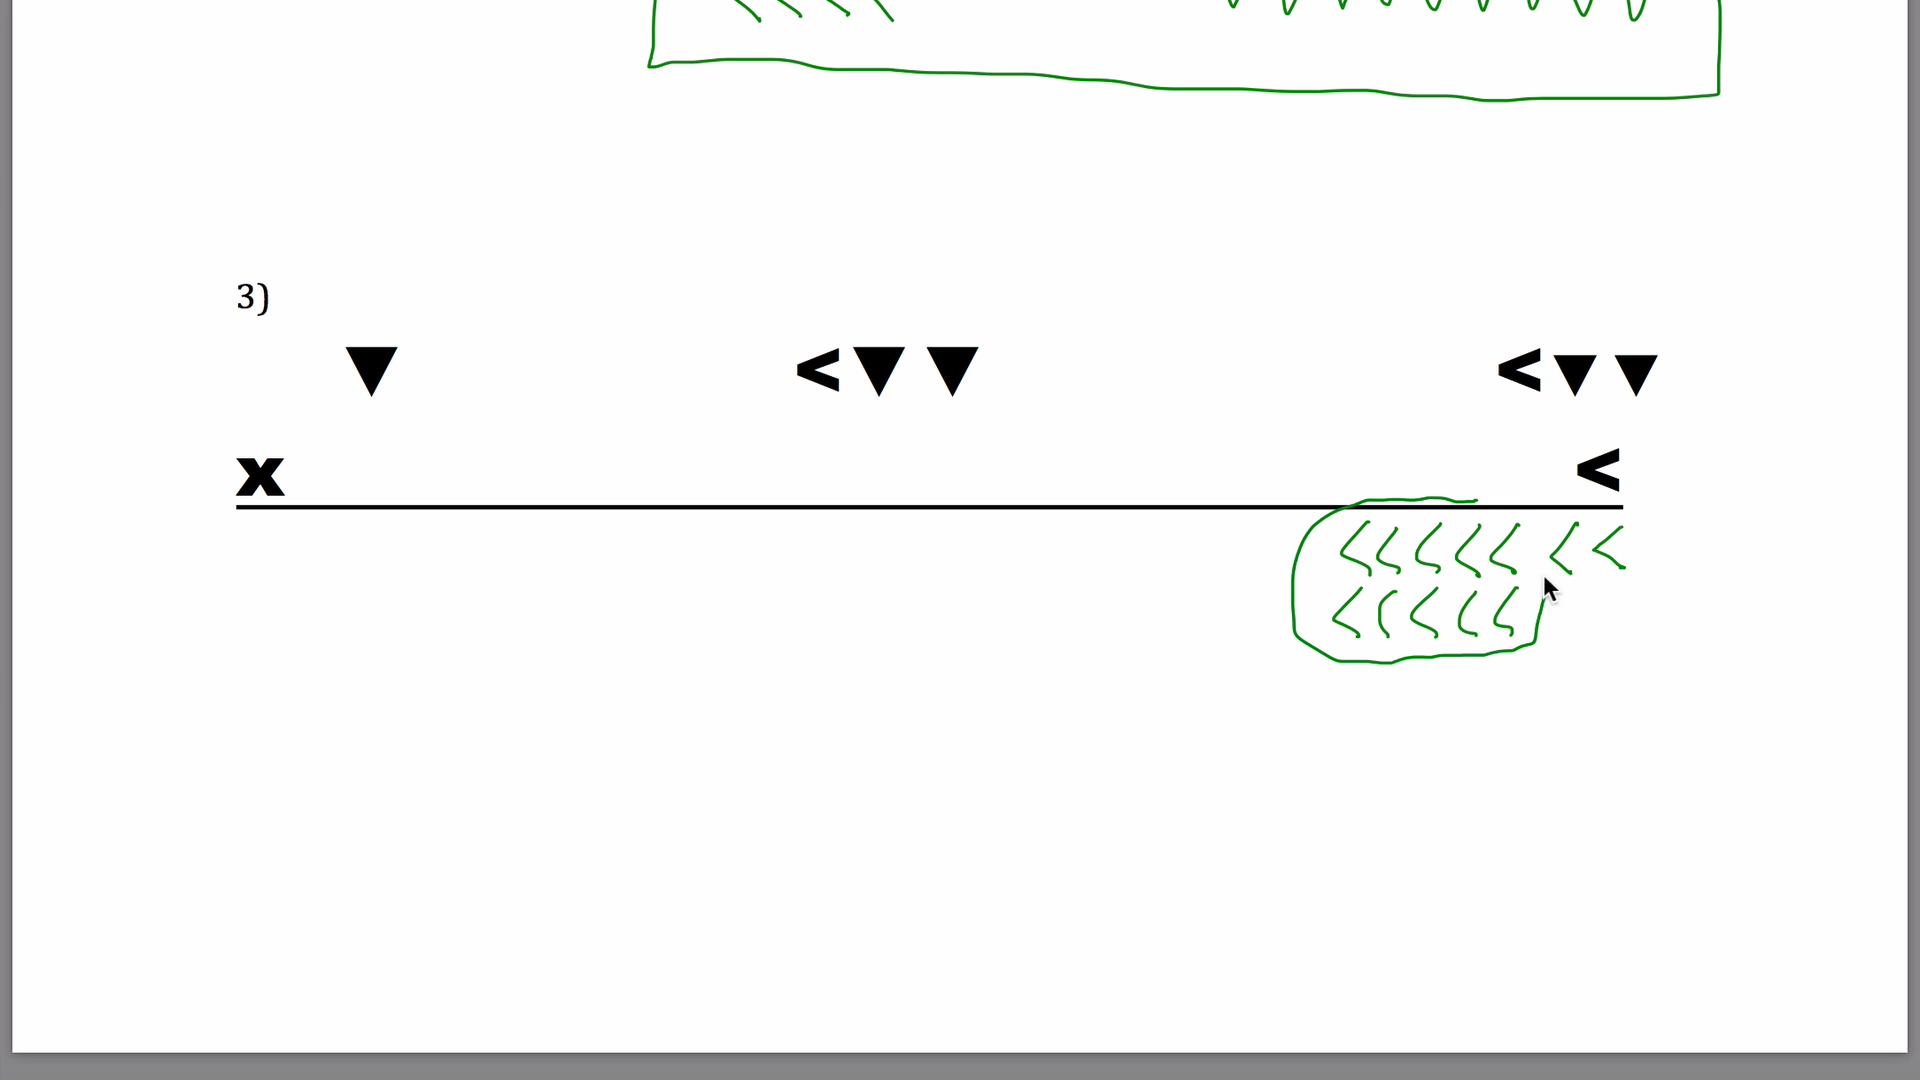 3)
▼ <▼▼ <▼▼
x <
<<<<< <<
<<<<<